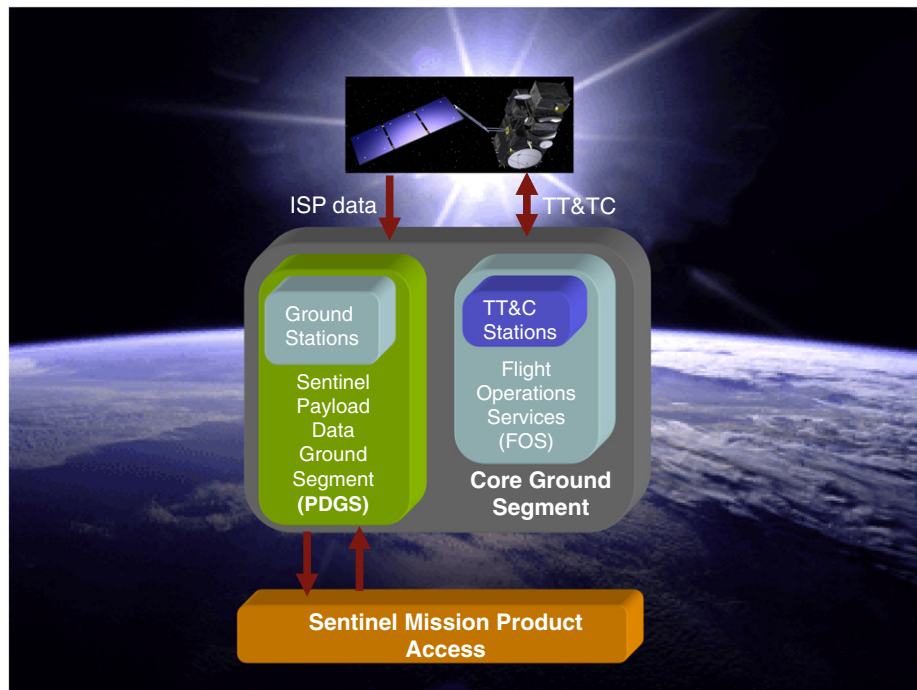 ISP data
TT&TC
Ground
Stations
Sentinel
Payload
Data
Ground
Segment
(PDGS)
TT&C
Stations
Flight
Operations
Services
(FOS)
Core Ground
Segment
Sentinel Mission Product
Access